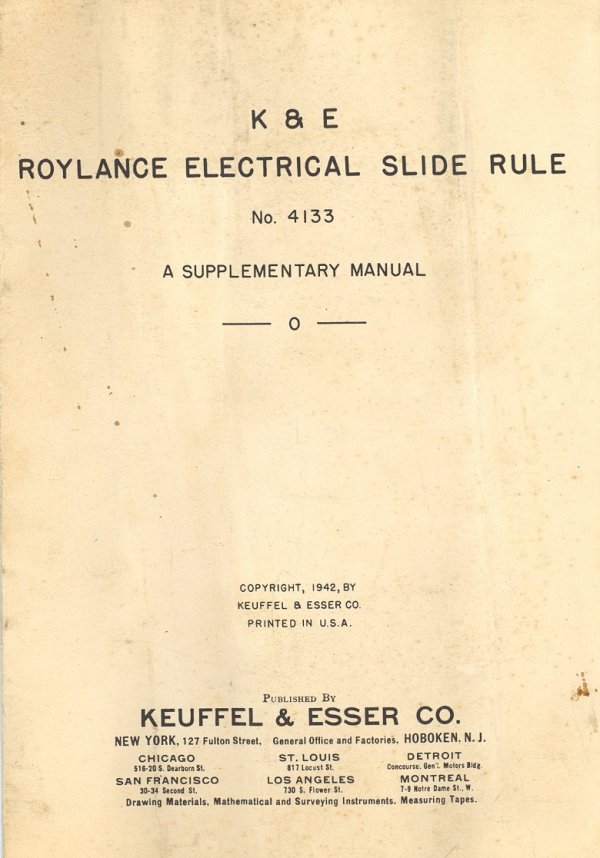 K & E
ROYLANCE ELECTRICAL SLIDE RULE
No. 4133
A SUPPLEMENTARY MANUAL
— O —
COPYRIGHT, 1942, BY
KEUFFEL & ESSER CO.
PRINTED IN U.S.A.
PUBLISHED BY
KEUFFEL & ESSER CO.
NEW YORK, 127 Fulton Street, General Office and Factories, HOBOKEN, N. J.
CHICAGO ST. LOUIS DETROIT
516-20 S. Dearborn St. 817 Locust St. Concourse, Gen'l. Motors Bldg.
SAN FRANCISCO LOS ANGELES MONTREAL
30-34 Second St. 730 S. Flower St. 7-9 Notre Dame St., W.
Drawing Materials, Mathematical and Surveying Instruments, Measuring Tapes.